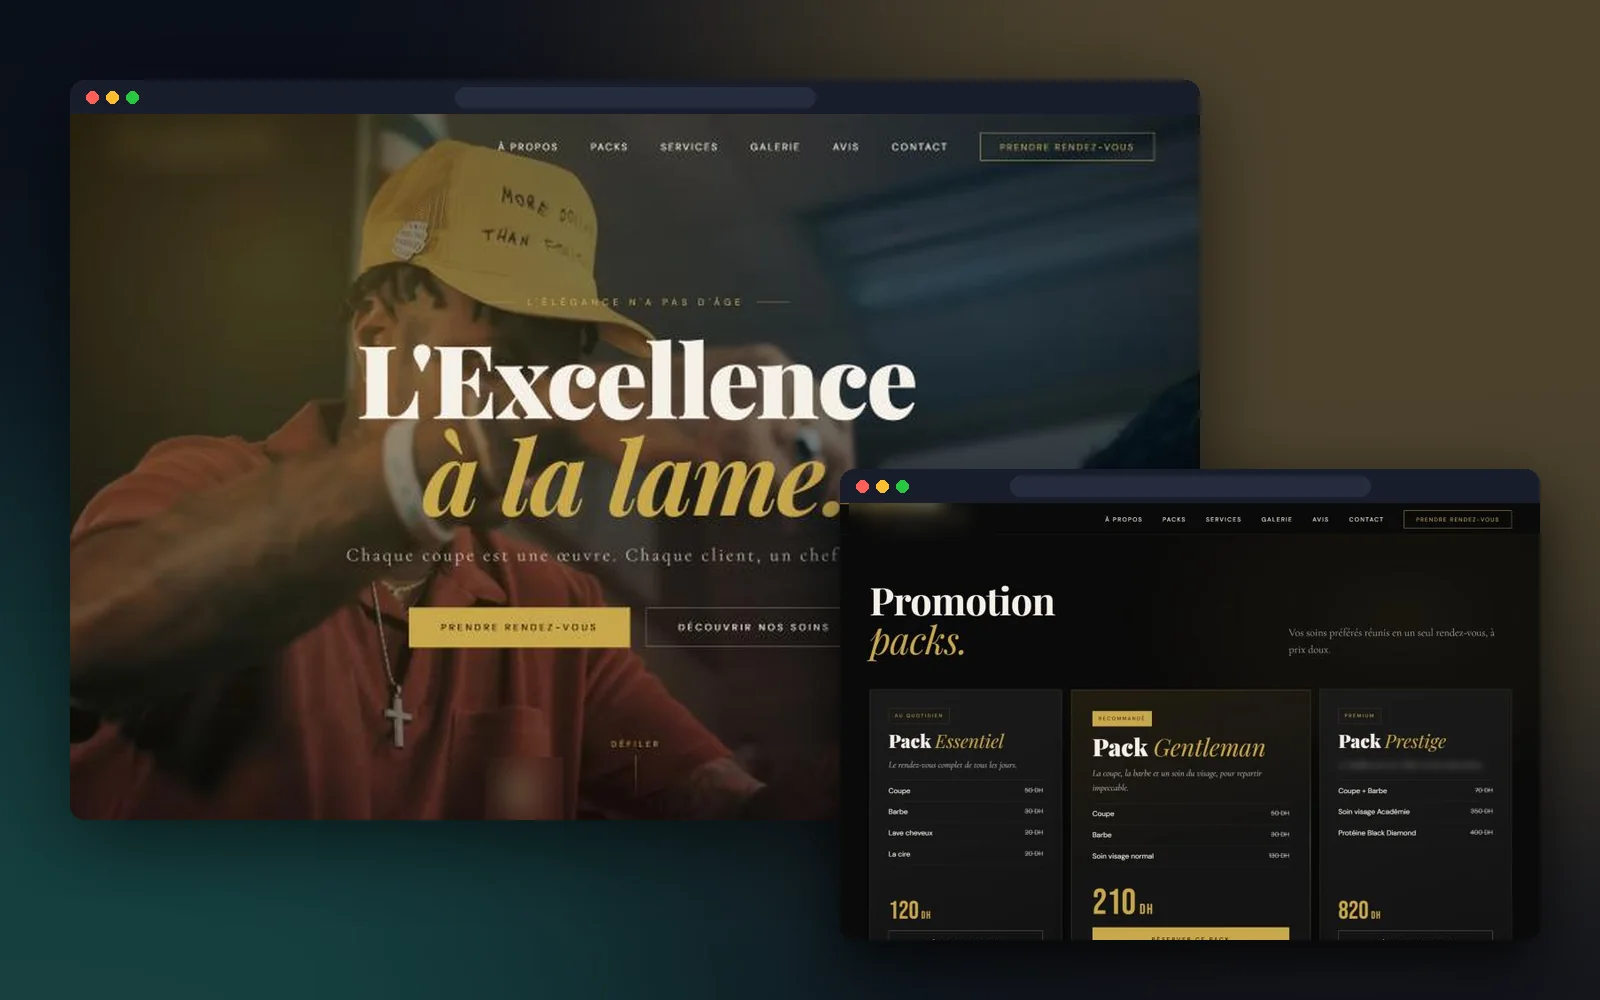 À PROPOS PACKS SERVICES GALERIE AVIS CONTACT PRENDRE RENDEZ-VOUS
MORE
THAN
L'ÉLÉGANCE N'A PAS D'ÂGE
L'Excellence
à la lame.
Chaque coupe est une œuvre. Chaque client, un chef
PRENDRE RENDEZ-VOUS DÉCOUVRIR NOS SOINS
DÉFILER
À PROPOS PACKS SERVICES GALERIE AVIS CONTACT PRENDRE RENDEZ-VOUS
Promotion
packs.
Vos soins préférés réunis en un seul rendez-vous, à
prix doux.
AU QUOTIDIEN
Pack Essentiel
Le rendez-vous complet de tous les jours.
Coupe 50 DH
Barbe 30 DH
Lave cheveux 20 DH
La cire 20 DH
120 DH
RECOMMANDÉ
Pack Gentleman
La coupe, la barbe et un soin du visage, pour repartir
impeccable.
Coupe 50 DH
Barbe 30 DH
Soin visage normal 130 DH
210 DH
RÉSERVER CE PACK
PREMIUM
Pack Prestige
Coupe + Barbe 70 DH
Soin visage Académie 350 DH
Protéine Black Diamond 400 DH
820 DH